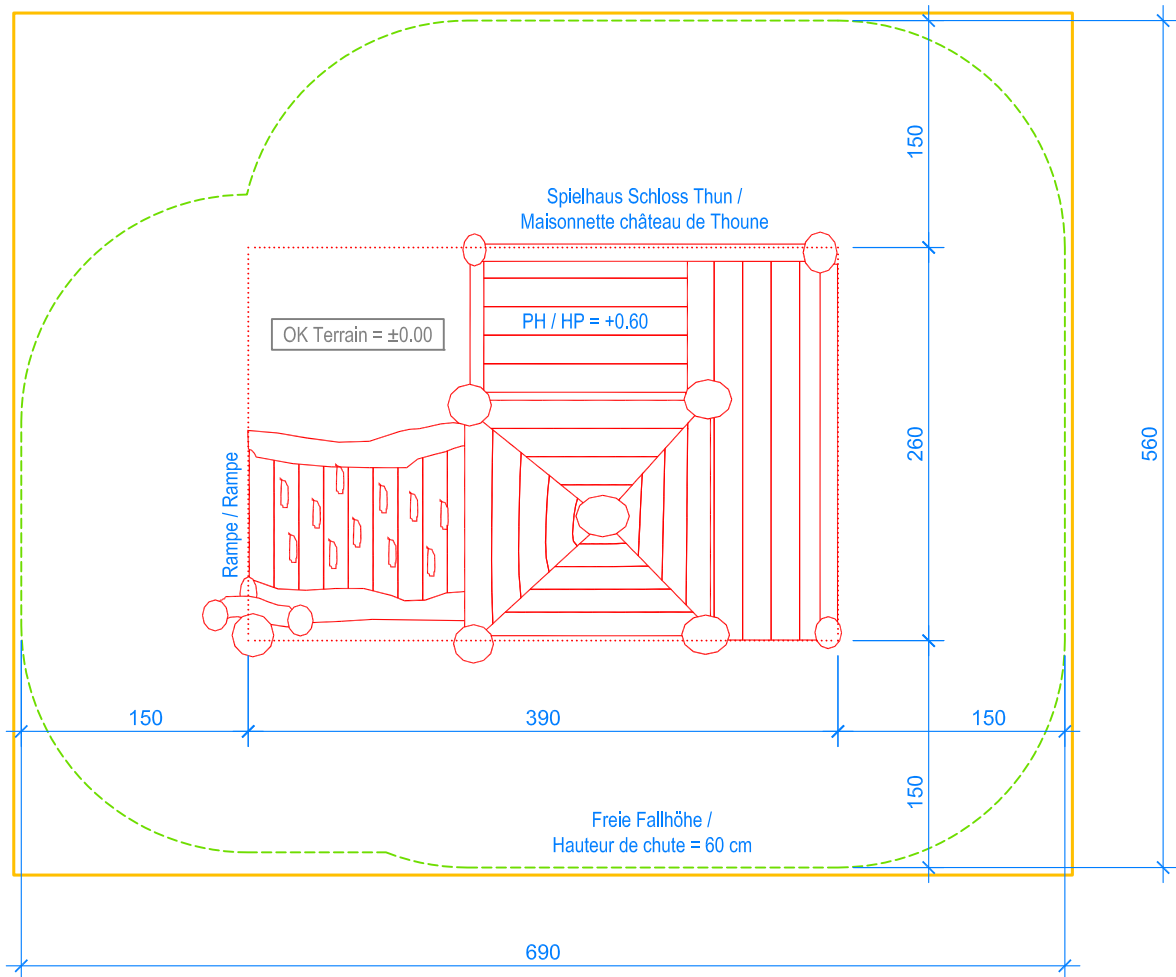 150
Spielhaus Schloss Thun /
Maisonnette château de Thoune
OK Terrain = ±0.00
PH / HP = +0.60
260
560
Rampe / Rampe
150
390
150
150
Freie Fallhöhe /
Hauteur de chute = 60 cm
690